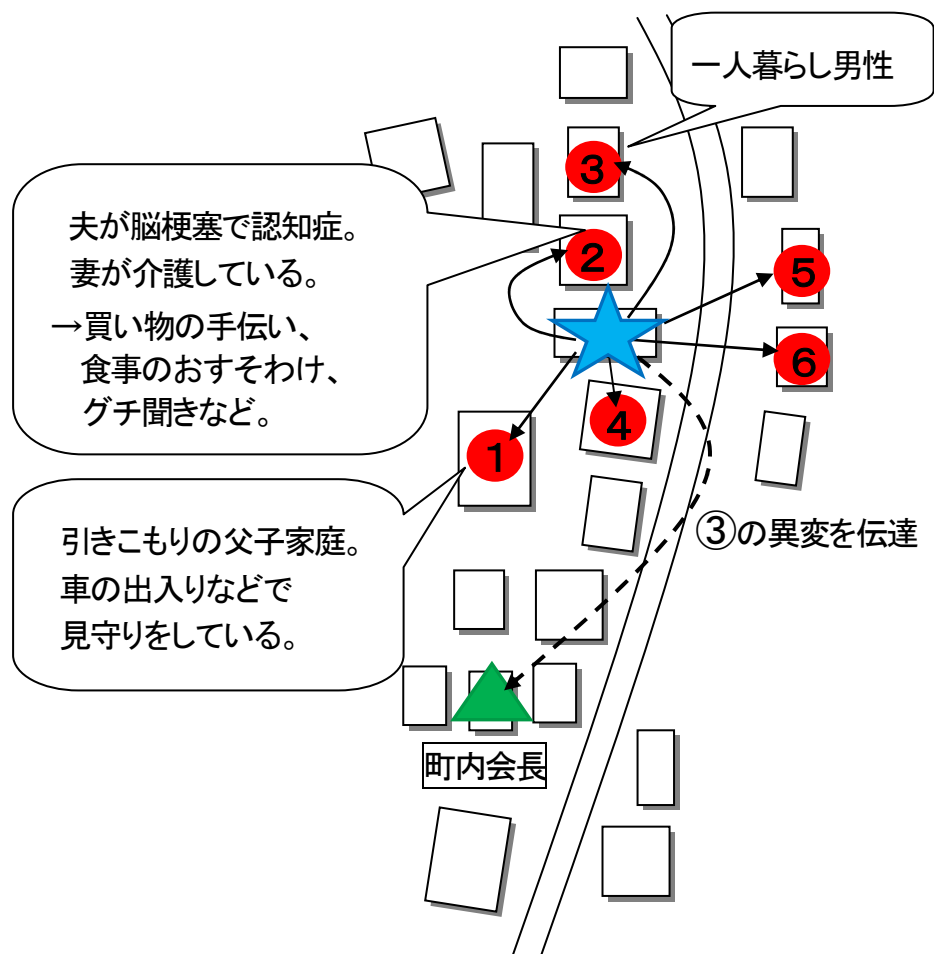 一人暮らし男性
③
夫が脳梗塞で認知症。
妻が介護している。
→買い物の手伝い、
食事のおすそわけ、
グチ聞きなど。
②
⑤
⑥
④
①
引きこもりの父子家庭。
車の出入りなどで
見守りをしている。
③の異変を伝達
町内会長